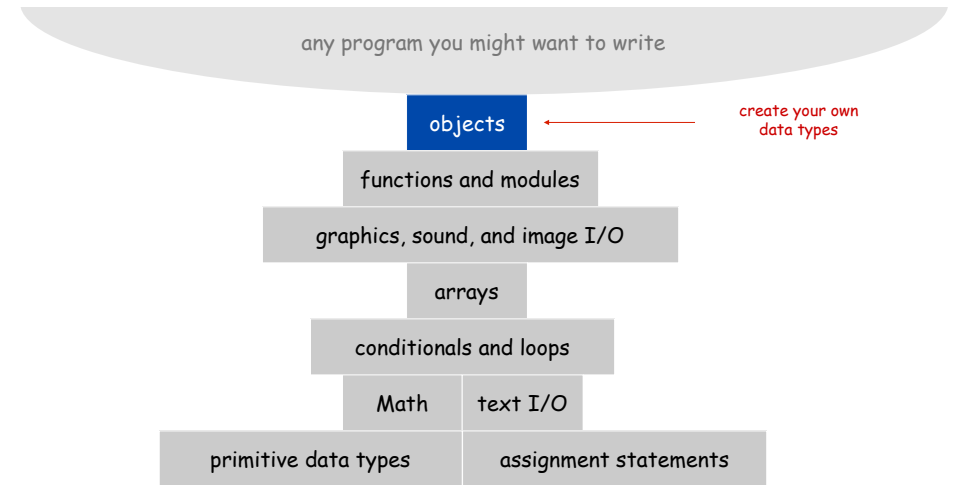 any program you might want to write
objects
create your own
data types
functions and modules
graphics, sound, and image I/O
arrays
conditionals and loops
Math
text I/O
primitive data types
assignment statements